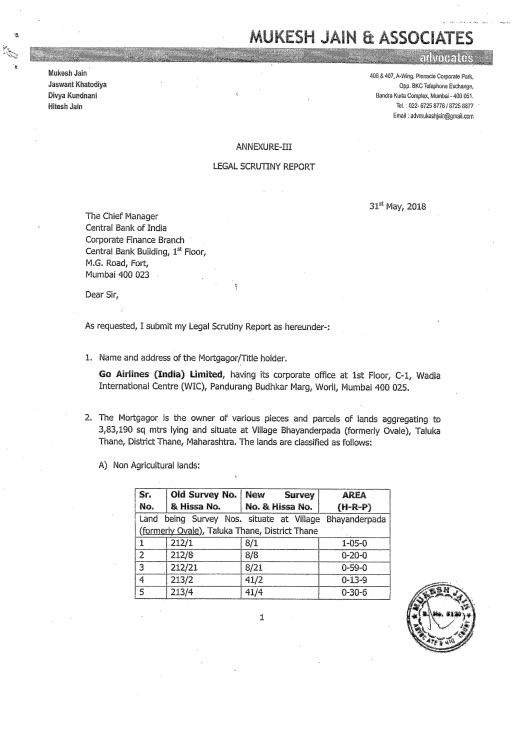 MUKESH JAIN & ASSOCIATES
advocates
Mukesh Jain
Jaswant Khatodiya
Divya Kundnani
Hitesh Jain
406 & 407, A-Wing, Pinnacle Corporate Park,
Opp. BKC Telephone Exchange,
Bandra Kurla Complex, Mumbai - 400 051.
Tel. : 022- 6725 8776 / 6725 8877
Email : advmukeshjain@gmail.com
ANNEXURE-III
LEGAL SCRUTINY REPORT
31st May, 2018
The Chief Manager
Central Bank of India
Corporate Finance Branch
Central Bank Building, 1st Floor,
M.G. Road, Fort,
Mumbai 400 023
Dear Sir,
As requested, I submit my Legal Scrutiny Report as hereunder-:
1. Name and address of the Mortgagor/Title holder.
Go Airlines (India) Limited, having its corporate office at 1st Floor, C-1, Wadia
International Centre (WIC), Pandurang Budhkar Marg, Worli, Mumbai 400 025.
2. The Mortgagor is the owner of various pieces and parcels of lands aggregating to
3,83,190 sq mtrs lying and situate at Village Bhayanderpada (formerly Ovale), Taluka
Thane, District Thane, Maharashtra. The lands are classified as follows:
A) Non Agricultural lands:
Sr. No. Old Survey No. & Hissa No. New Survey No. & Hissa No. AREA (H-R-P)
Land being Survey Nos. situate at Village Bhayanderpada
(formerly Ovale), Taluka Thane, District Thane
1 212/1 8/1 1-05-0
2 212/8 8/8 0-20-0
3 212/21 8/21 0-59-0
4 213/2 41/2 0-13-9
5 213/4 41/4 0-30-6
1
MUKESH JAIN